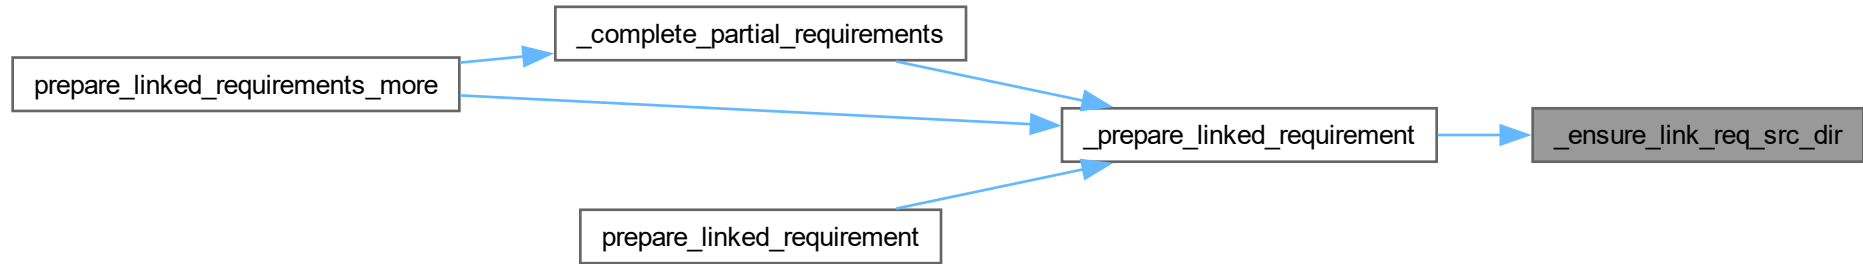 _complete_partial_requirements
prepare_linked_requirements_more
_prepare_linked_requirement
_ensure_link_req_src_dir
prepare_linked_requirement